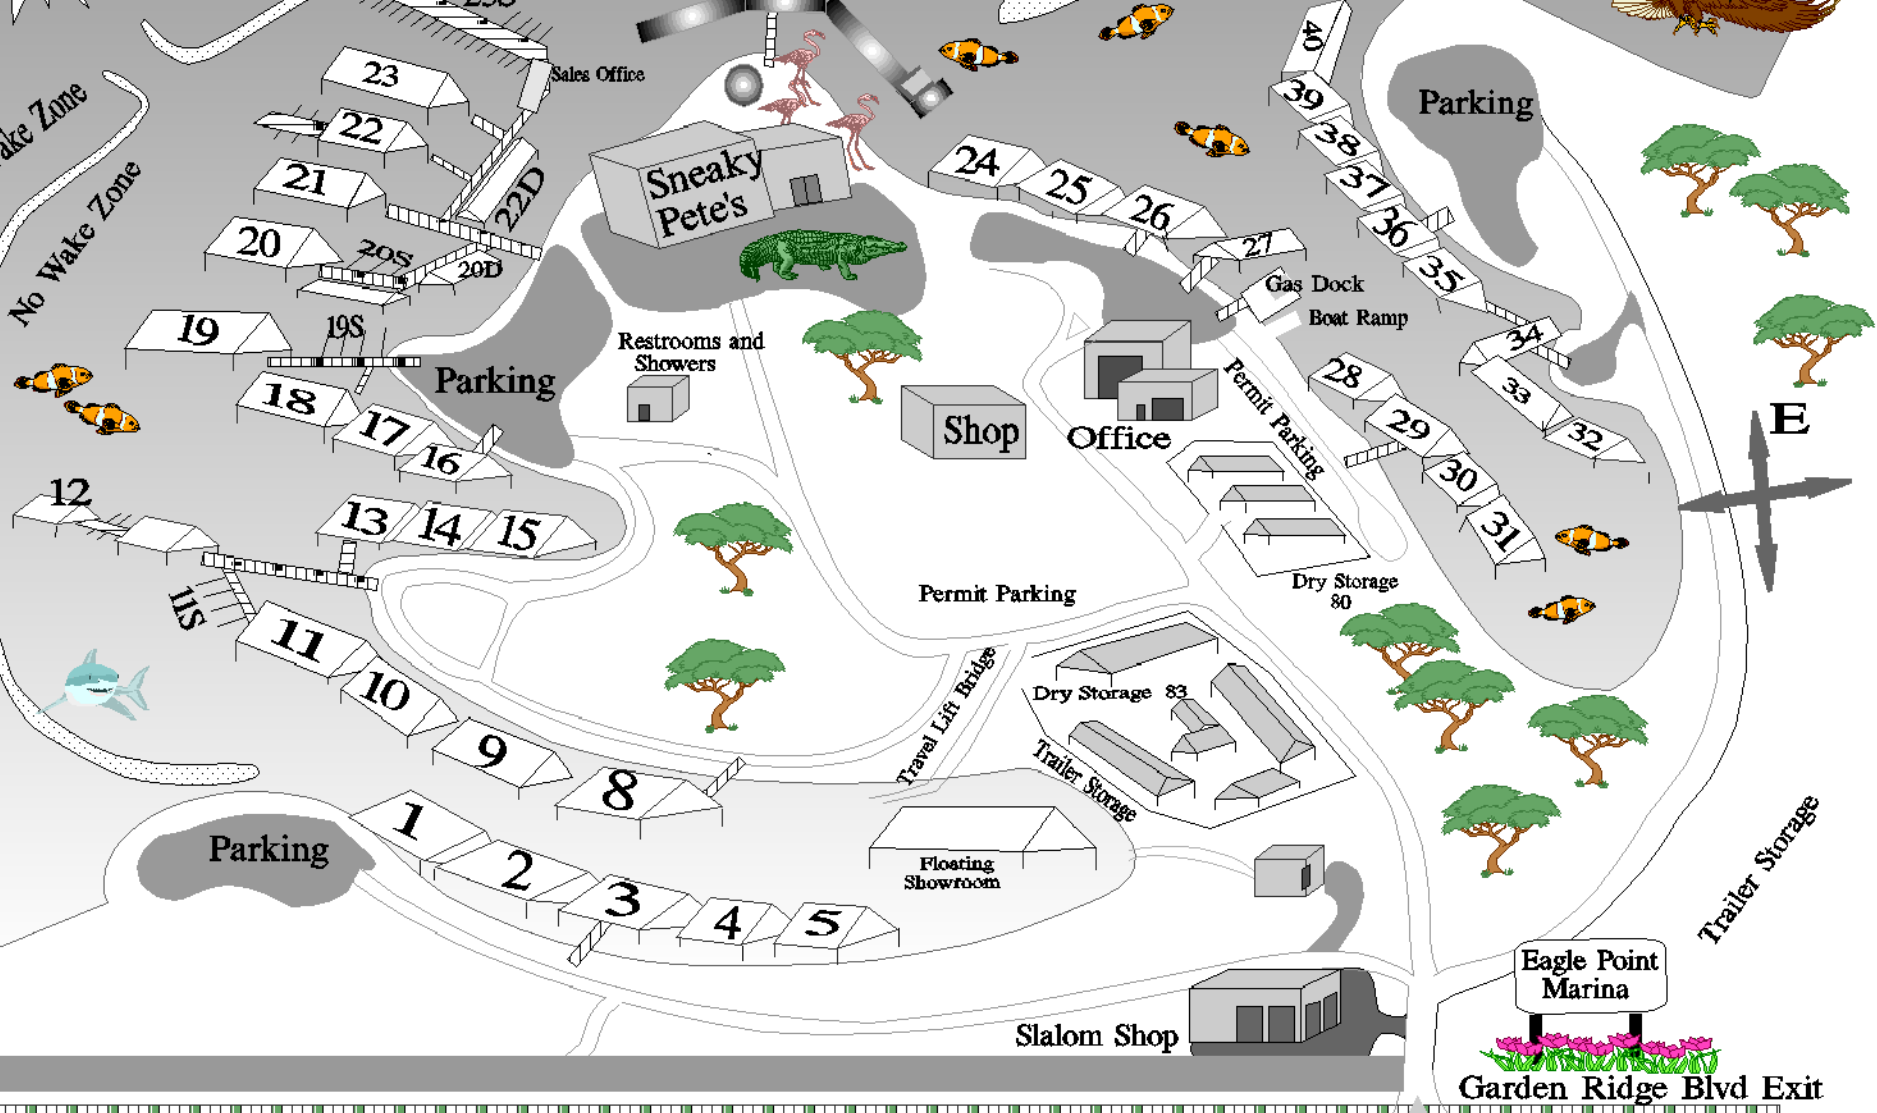 23S
Sales Office
23
22
21
22D
20
20S
20D
19
19S
18
17
16
Wake Zone
No Wake Zone
Sneaky
Pete's
24
25
26
27
Gas Dock
Boat Ramp
40
39
38
37
36
35
34
33
32
28
29
30
31
Parking
E
Parking
Restrooms and
Showers
Shop
Office
Permit Parking
Dry Storage
80
12
13
14
15
11S
11
10
9
8
Permit Parking
Travel Lift Bridge
Dry Storage 83
Trailer Storage
Parking
1
2
3
4
5
Floating
Showroom
Trailer Storage
Slalom Shop
Eagle Point
Marina
Garden Ridge Blvd Exit